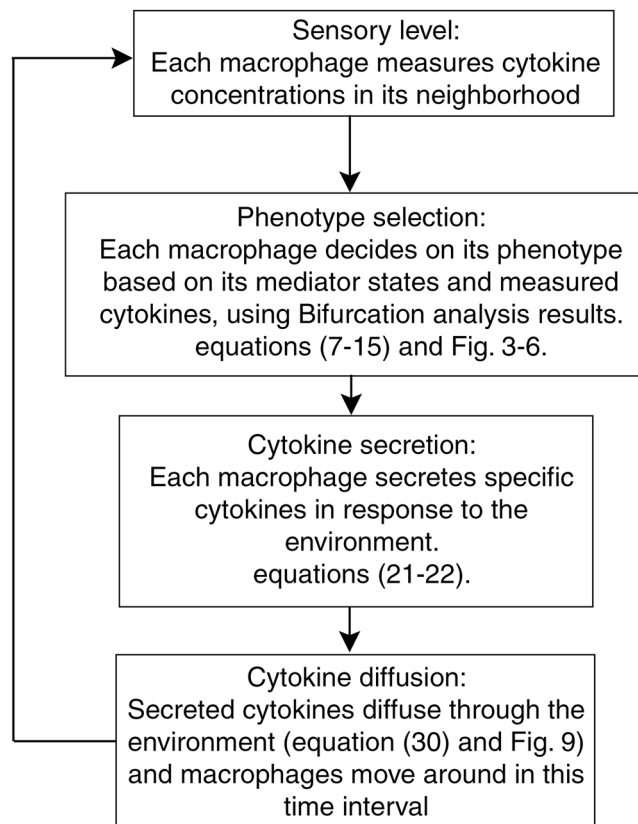 Sensory level:
Each macrophage measures cytokine
concentrations in its neighborhood
Phenotype selection:
Each macrophage decides on its phenotype
based on its mediator states and measured
cytokines, using Bifurcation analysis results.
equations (7-15) and Fig. 3-6.
Cytokine secretion:
Each macrophage secretes specific
cytokines in response to the
environment.
equations (21-22).
Cytokine diffusion:
Secreted cytokines diffuse through the
environment (equation (30) and Fig. 9)
and macrophages move around in this
time interval